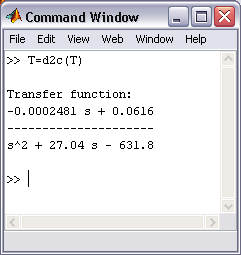 Command Window
File Edit View Web Window Help
>> T=d2c(T)
Transfer function:
-0.0002481 s + 0.0616
---------------------
s^2 + 27.04 s - 631.8
>>